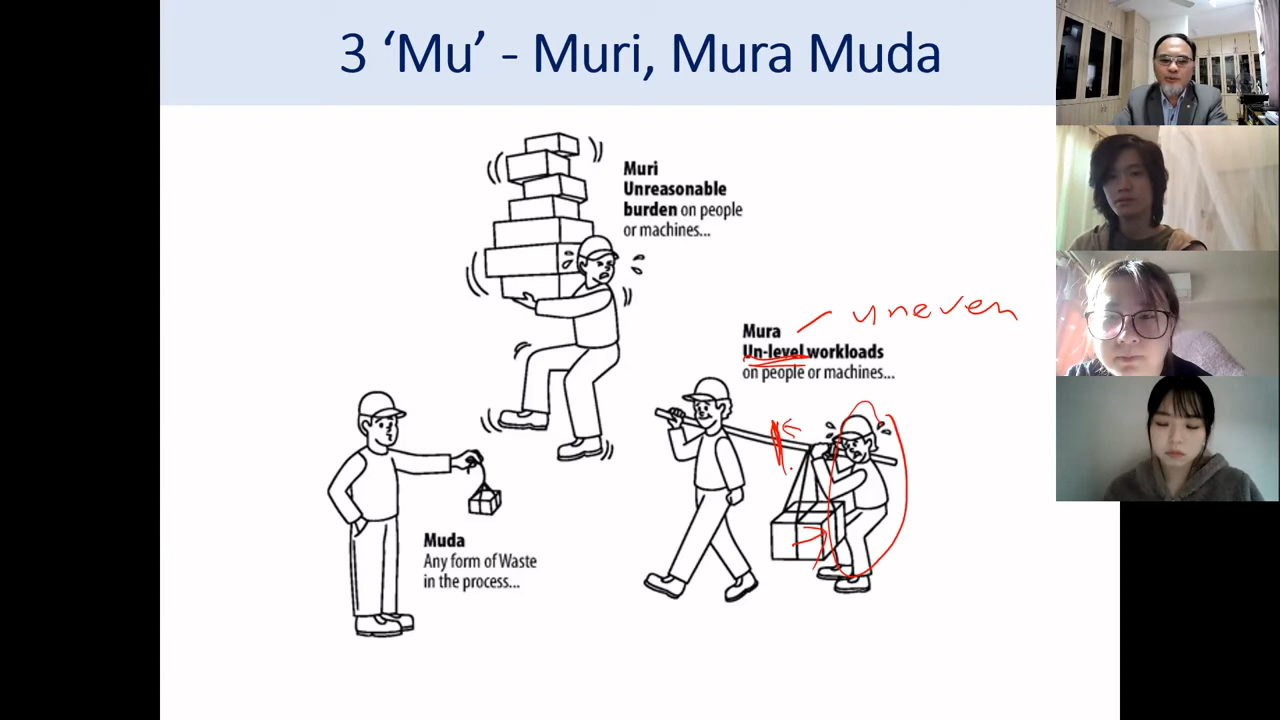 3 ‘Mu’ - Muri, Mura Muda
Muri
Unreasonable
burden on people
or machines...
Mura
uneven
Un-level workloads
on people or machines...
Muda
Any form of Waste
in the process...